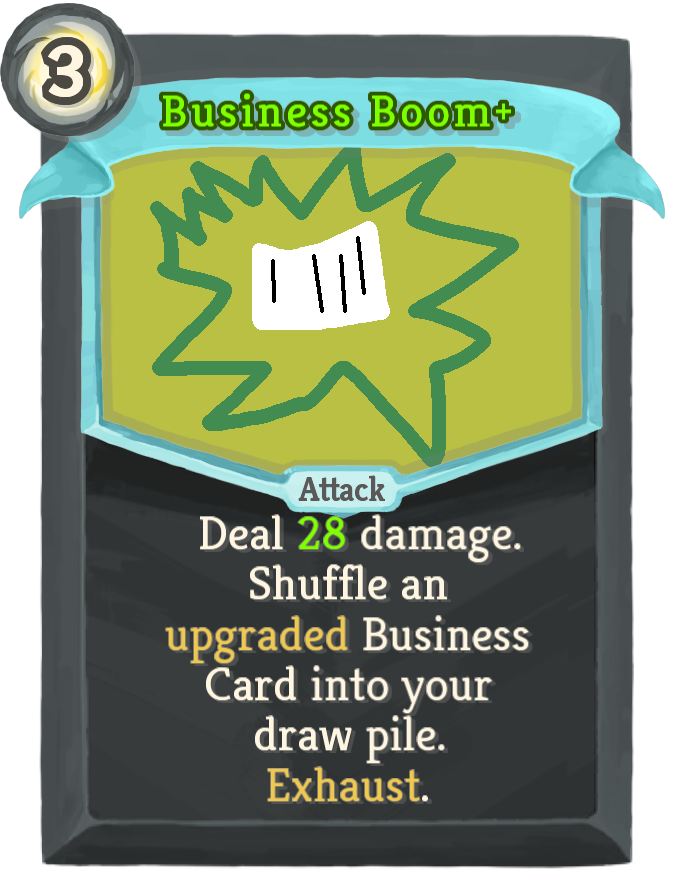 3
Business Boom+
Attack
Deal 28 damage.
Shuffle an
upgraded Business
Card into your
draw pile.
Exhaust.